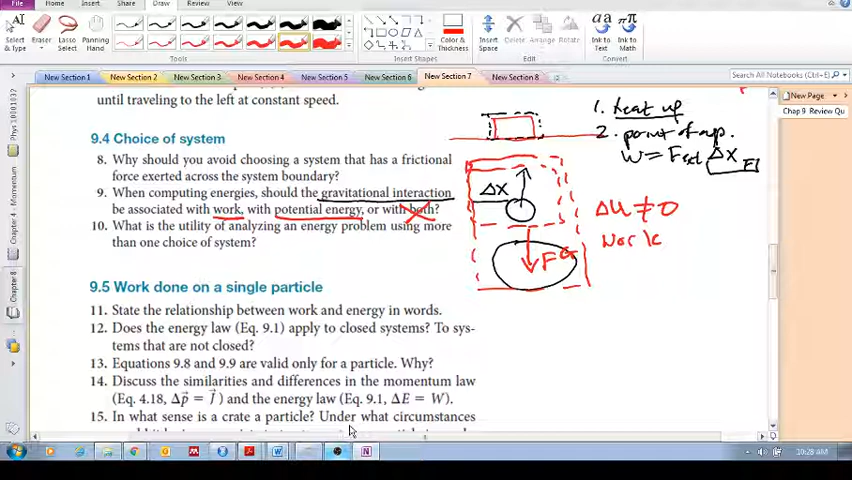 Home
Insert
Draw
Review
View
Select & Type
Eraser
Lasso Select
Panning Hand
Color & Thickness
Insert Space
Delete
Arrange
Rotate
Ink to Text
Ink to Math
Tools
Insert Shapes
Edit
Convert
New Section 1
New Section 2
New Section 3
New Section 4
New Section 5
New Section 6
New Section 7
New Section 8
Search All Notebooks (Ctrl+E)
New Page
Chap 9 Review Qu
Phys 10001037
Chapter 4 - Momentum
Chapter 8
until traveling to the left at constant speed.
9.4 Choice of system
8. Why should you avoid choosing a system that has a frictional
force exerted across the system boundary?
9. When computing energies, should the gravitational interaction
be associated with work, with potential energy, or with both?
10. What is the utility of analyzing an energy problem using more
than one choice of system?
9.5 Work done on a single particle
11. State the relationship between work and energy in words.
12. Does the energy law (Eq. 9.1) apply to closed systems? To sys-
tems that are not closed?
13. Equations 9.8 and 9.9 are valid only for a particle. Why?
14. Discuss the similarities and differences in the momentum law
(Eq. 4.18, Δp⃗ = J⃗) and the energy law (Eq. 9.1, ΔE = W).
15. In what sense is a crate a particle? Under what circumstances
1. heat up
2. point of ap.
W = Fext ΔxF
Δx
ΔU ≠ 0
Work
FG
10:28 AM